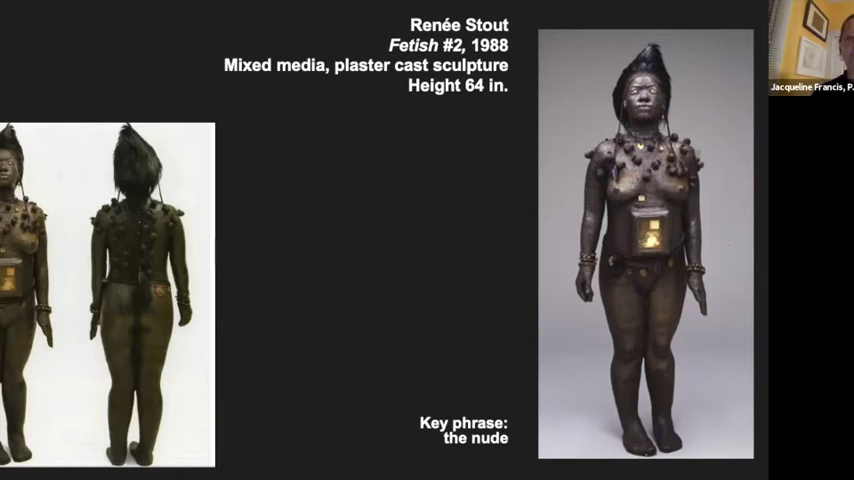 Renée Stout
Fetish #2, 1988
Mixed media, plaster cast sculpture
Height 64 in.
Jacqueline Francis, P.
Key phrase:
the nude